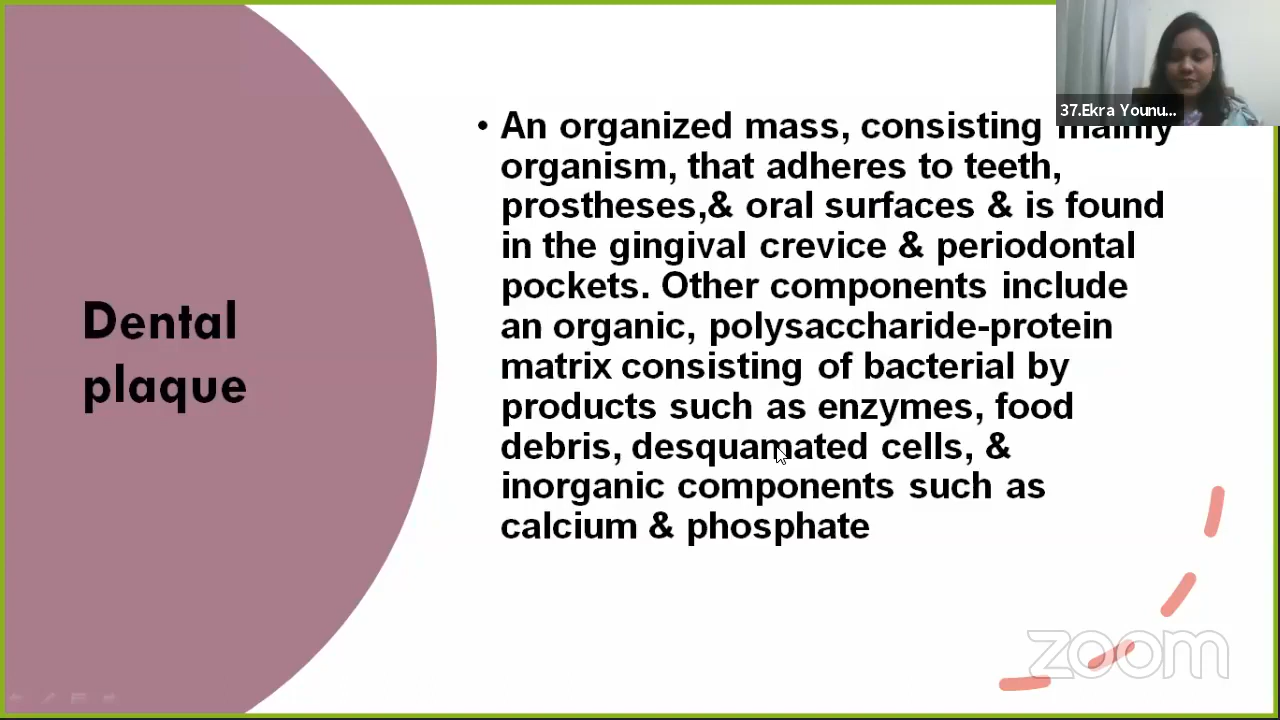 37.Ekra Younu...
Dental
plaque
• An organized mass, consisting mainly
organism, that adheres to teeth,
prostheses,& oral surfaces & is found
in the gingival crevice & periodontal
pockets. Other components include
an organic, polysaccharide-protein
matrix consisting of bacterial by
products such as enzymes, food
debris, desquamated cells, &
inorganic components such as
calcium & phosphate
zoom